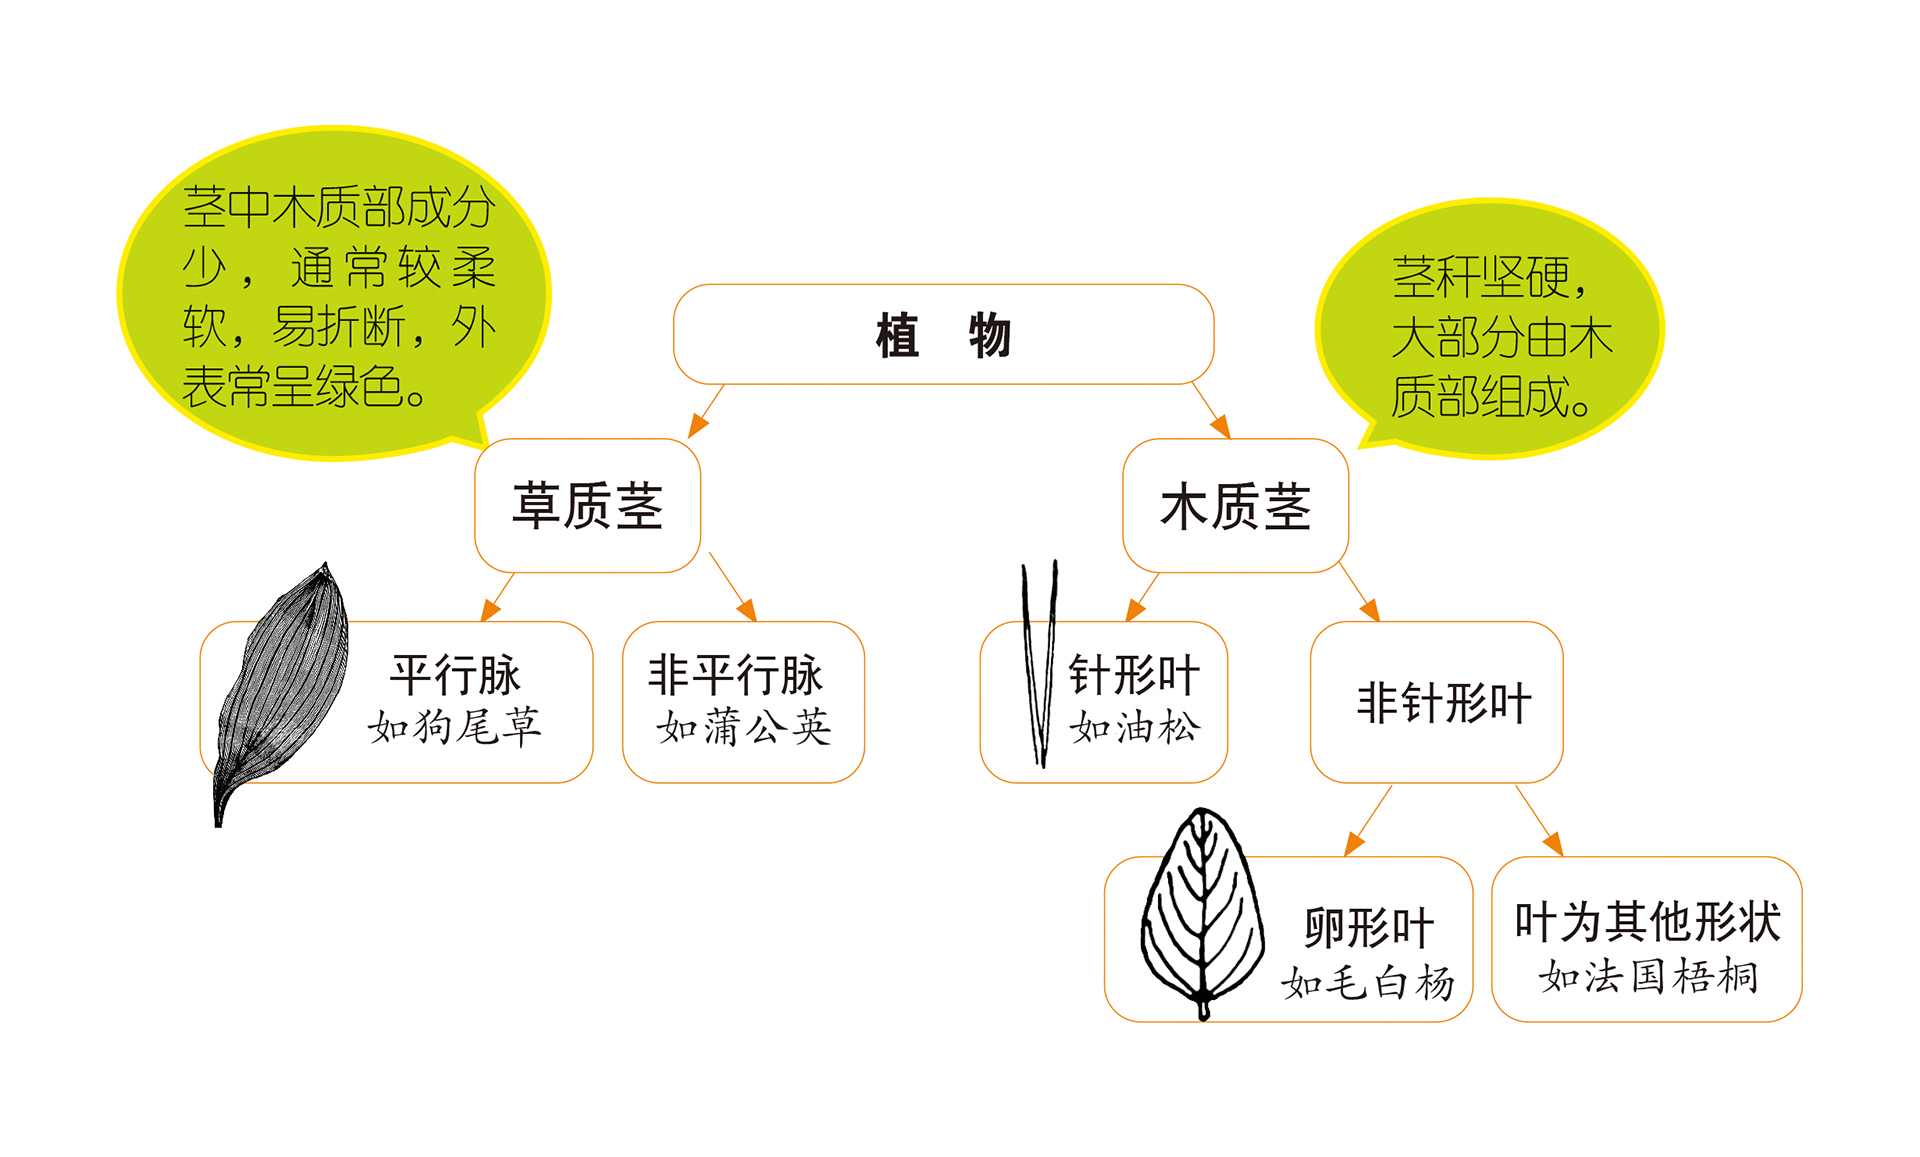 茎中木质部成分
少，通常较柔
软，易折断，外
表常呈绿色。
茎秆坚硬，
大部分由木
质部组成。
植 物
草质茎
木质茎
平行脉
如狗尾草
非平行脉
如蒲公英
针形叶
如油松
非针形叶
卵形叶
如毛白杨
叶为其他形状
如法国梧桐